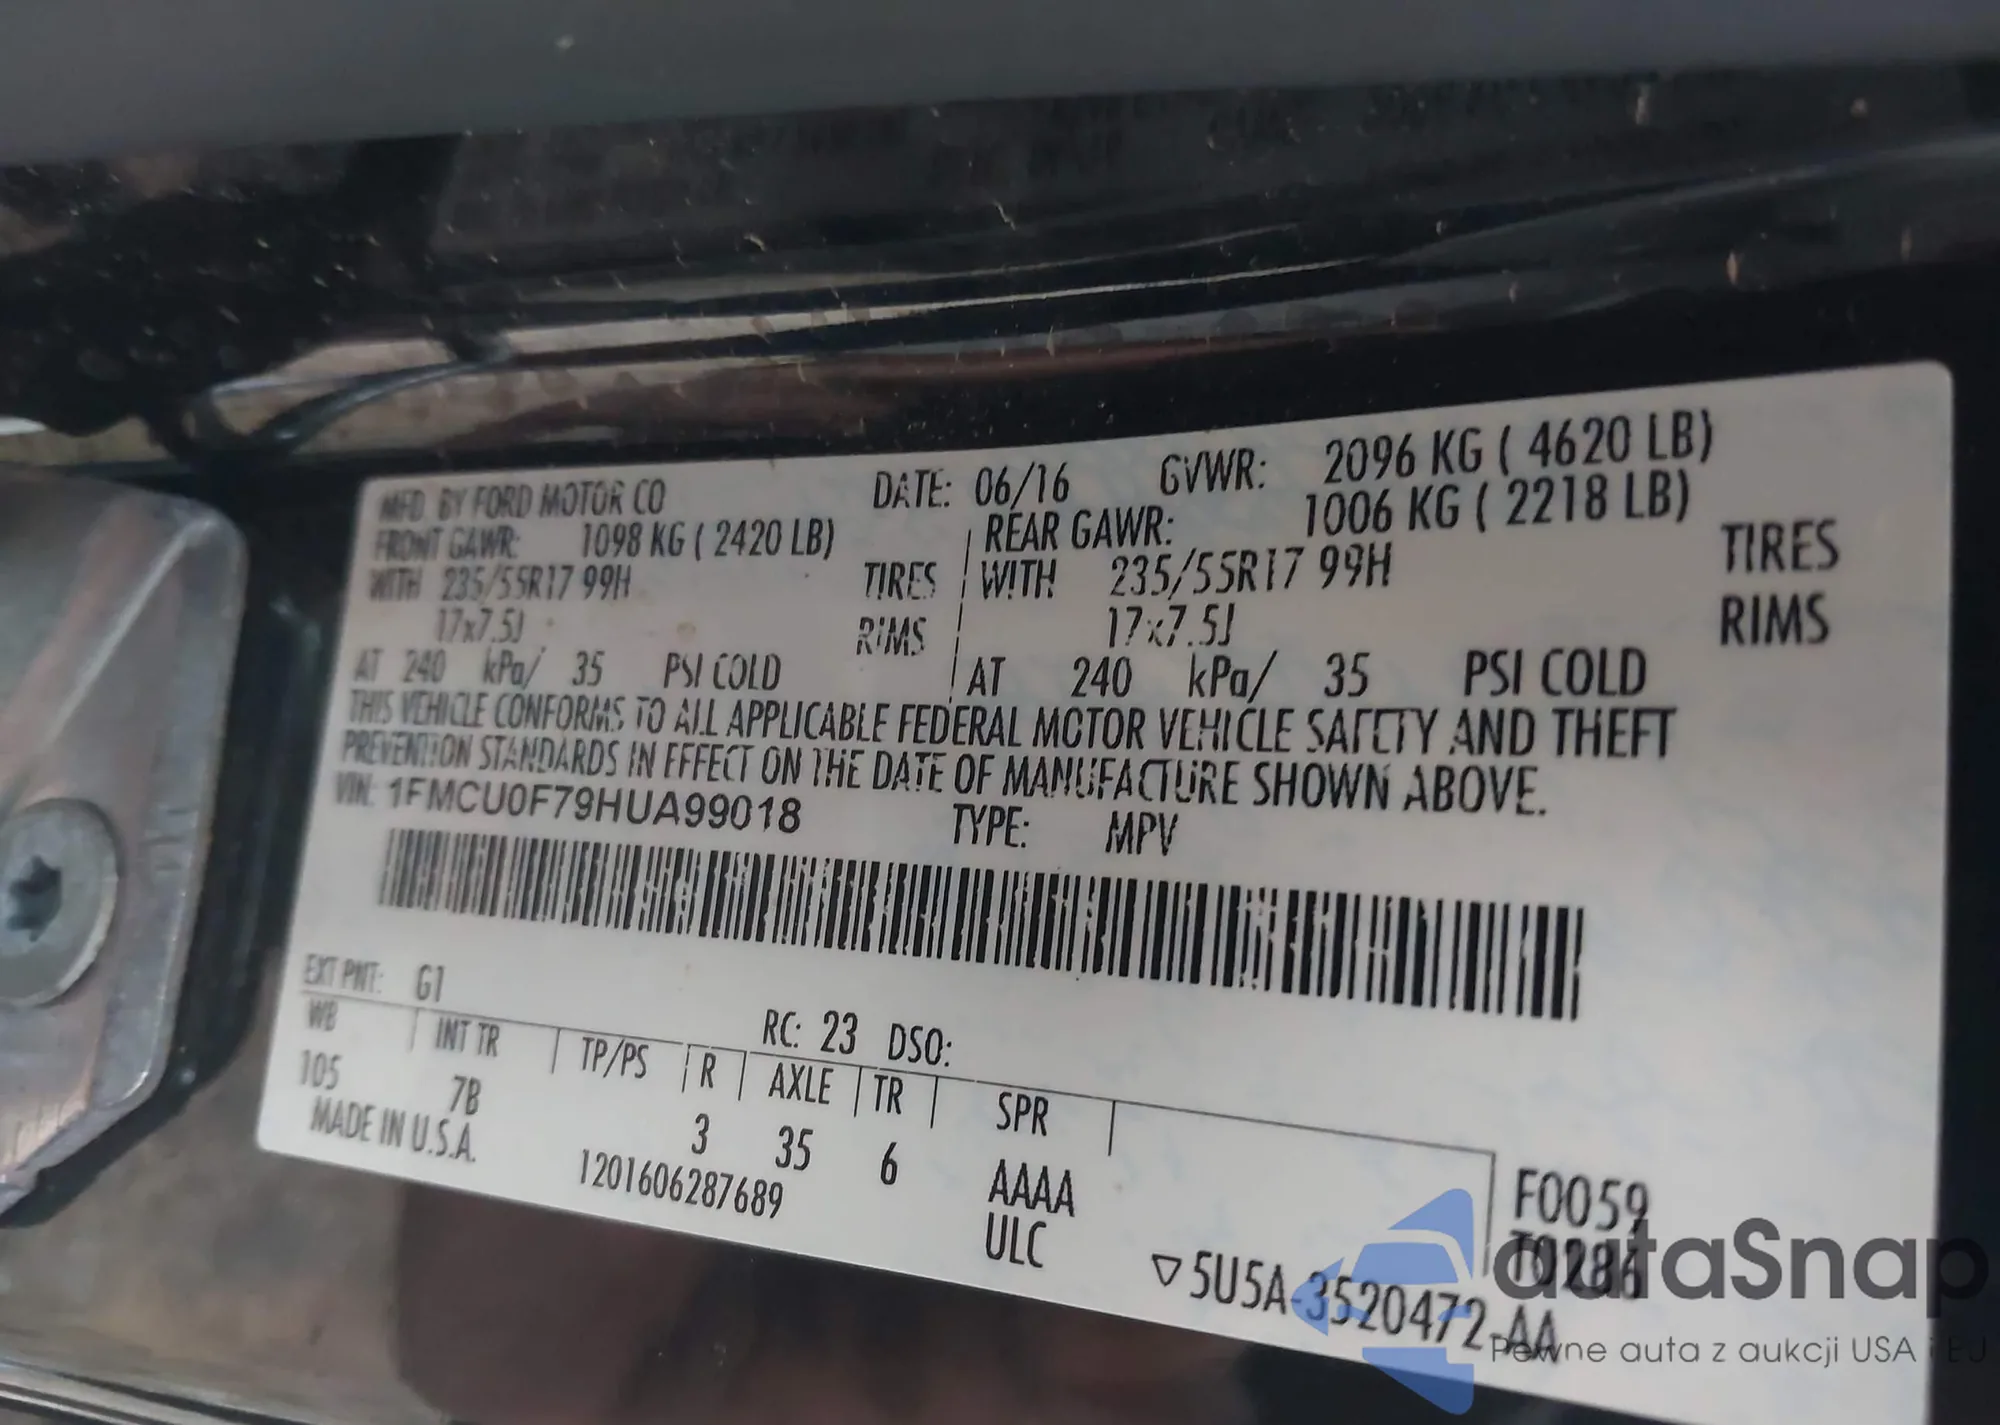 MFD. BY FORD MOTOR CO DATE: 06/16 GVWR: 2096 KG ( 4620 LB)
FRONT GAWR: 1098 KG ( 2420 LB) REAR GAWR: 1006 KG ( 2218 LB)
WITH 235/55R17 99H TIRES WITH 235/55R17 99H TIRES
17x7.5J RIMS 17x7.5J RIMS
AT 240 kPa/ 35 PSI COLD AT 240 kPa/ 35 PSI COLD
THIS VEHICLE CONFORMS TO ALL APPLICABLE FEDERAL MOTOR VEHICLE SAFETY AND THEFT
PREVENTION STANDARDS IN EFFECT ON THE DATE OF MANUFACTURE SHOWN ABOVE.
VIN: 1FMCU0F79HUA99018 TYPE: MPV
EXT PNT: G1 RC: 23 DSO:
WB INT TR TP/PS R AXLE TR SPR
105 7B 3 35 6 AAAA F0059
MADE IN U.S.A. 1201606287689 ULC T0286
▽5U5A-3520472-AA
autaSnap
Pewne auta z aukcji USA i EU